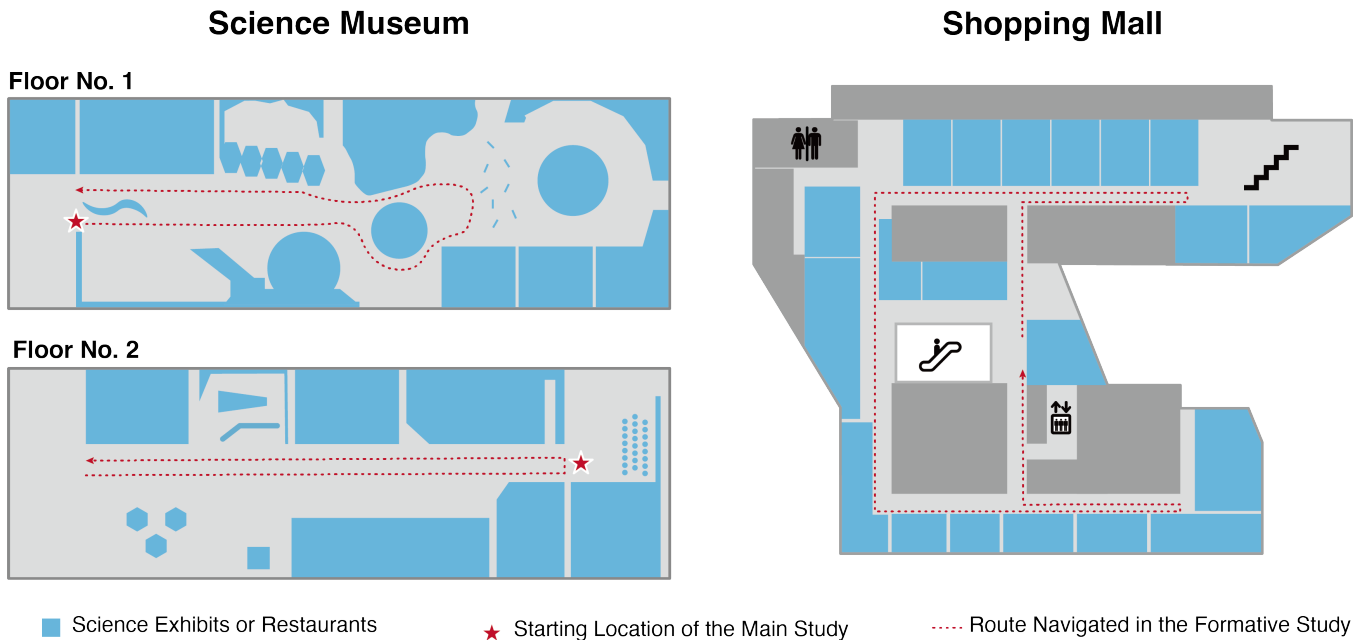 Science Museum
Shopping Mall
Floor No. 1
Floor No. 2
Science Exhibits or Restaurants
Starting Location of the Main Study
Route Navigated in the Formative Study